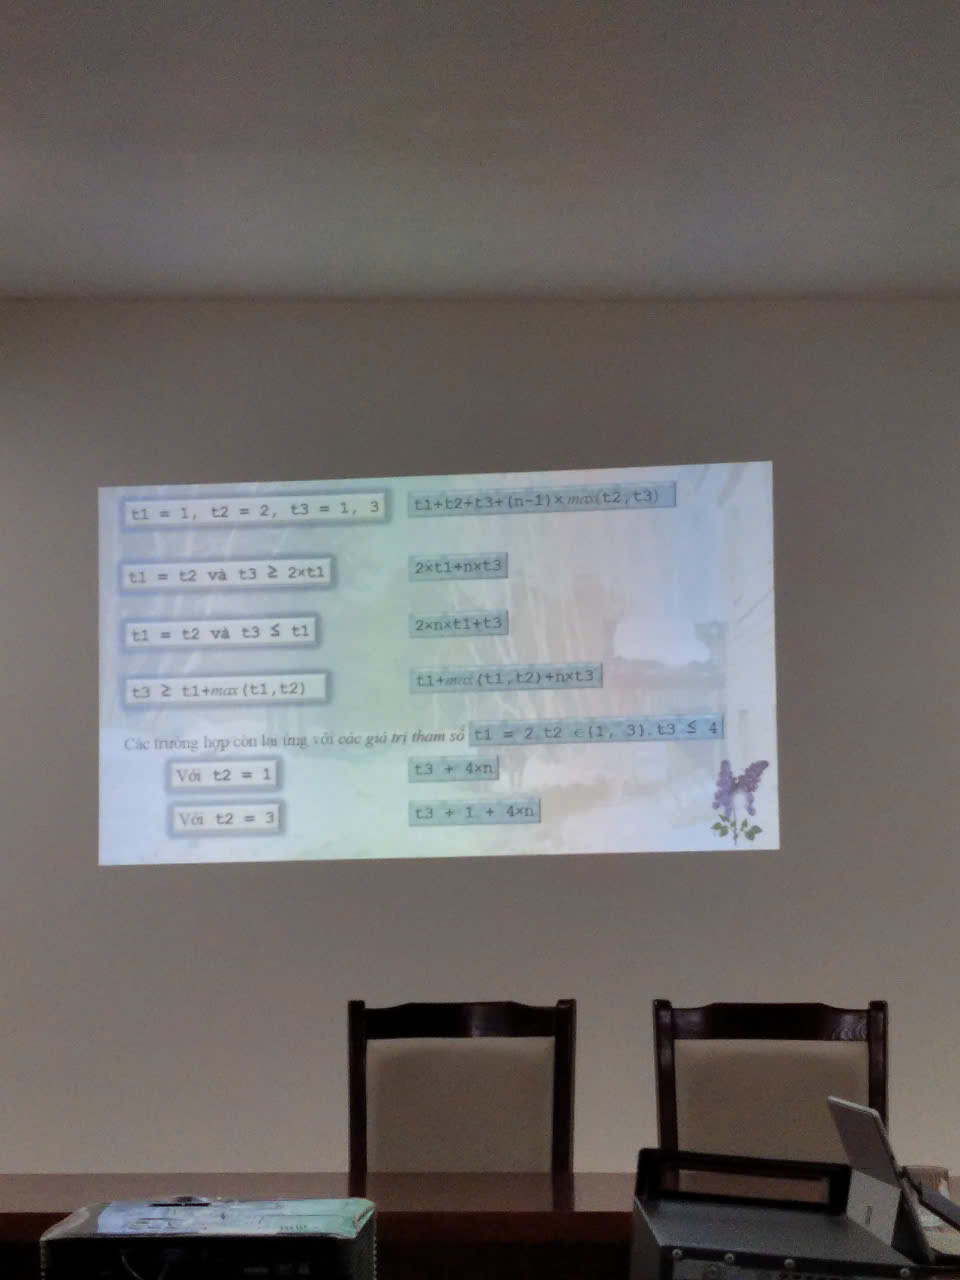 t1 = 1, t2 = 2, t3 = 1, 3 t1+t2+t3+(n-1)×max(t2,t3)
t1 = t2 và t3 ≥ 2×t1 2×t1+n×t3
t1 = t2 và t3 ≤ t1 2×n×t1+t3
t3 ≥ t1+max(t1,t2) t1+max(t1,t2)+n×t3
Các trường hợp còn lại ứng với các giá trị tham số t1 = 2,t2 ∈{1, 3},t3 ≤ 4
Với t2 = 1 t3 + 4×n
Với t2 = 3 t3 + 1 + 4×n